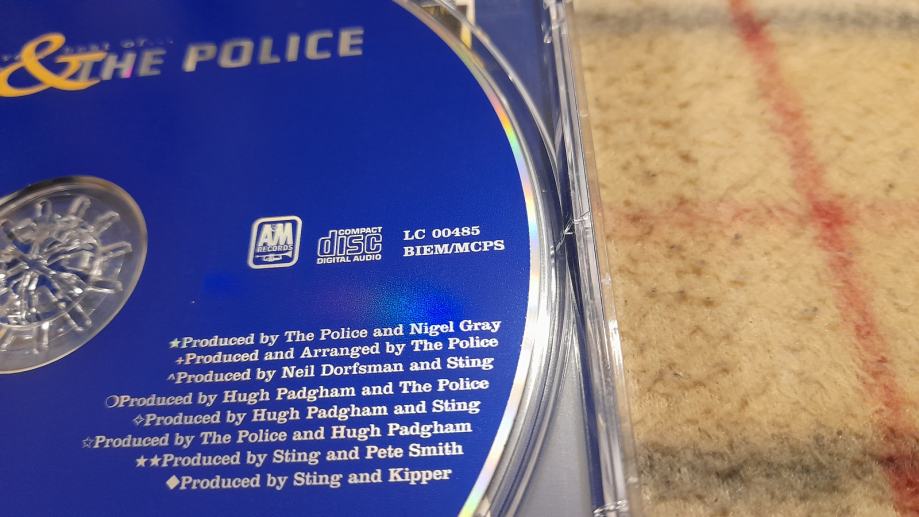 best of...
& THE POLICE
A&M
RECORDS
COMPACT
disc
DIGITAL AUDIO
LC 00485
BIEM/MCPS
★Produced by The Police and Nigel Gray
+Produced and Arranged by The Police
^Produced by Neil Dorfsman and Sting
❍Produced by Hugh Padgham and The Police
✧Produced by Hugh Padgham and Sting
☆Produced by The Police and Hugh Padgham
★★Produced by Sting and Pete Smith
◆Produced by Sting and Kipper